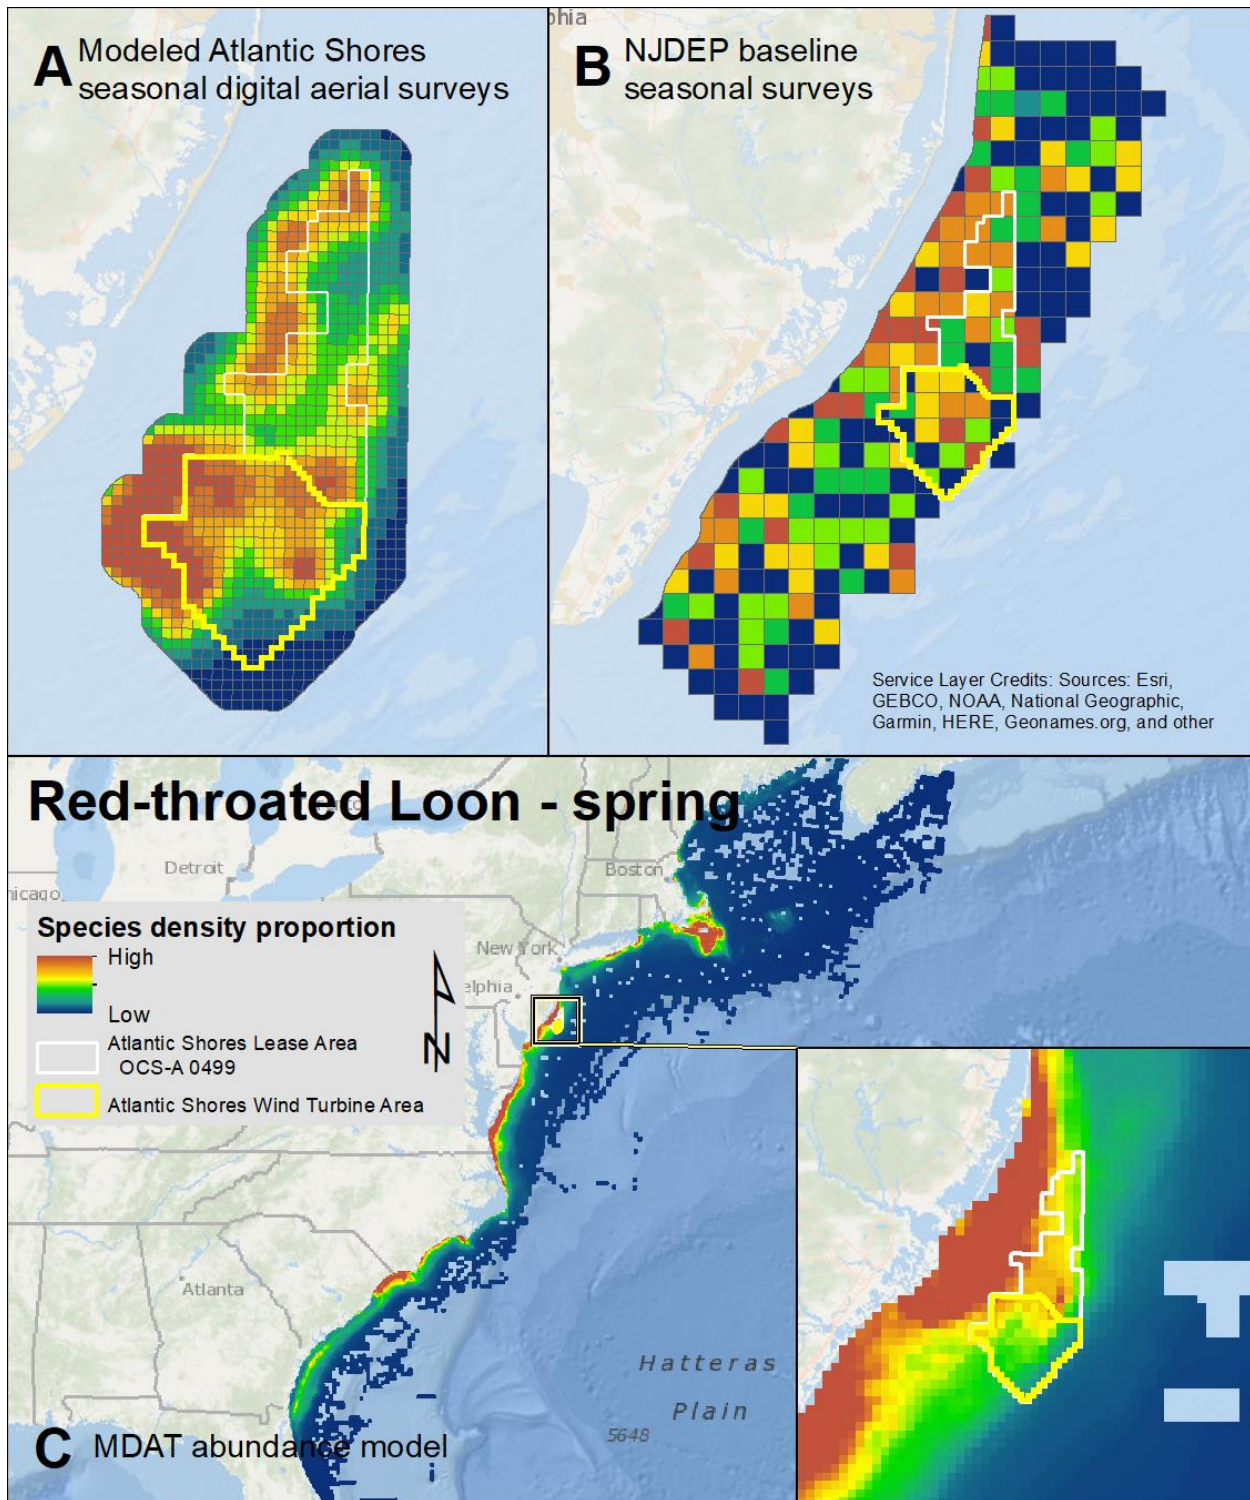 A Modeled Atlantic Shores
seasonal digital aerial surveys
phia
B NJDEP baseline
seasonal surveys
Service Layer Credits: Sources: Esri,
GEBCO, NOAA, National Geographic,
Garmin, HERE, Geonames.org, and other
Red-throated Loon - spring
Detroit
Boston
hicago
New York
elphia
Species density proportion
High
Low
Atlantic Shores Lease Area
OCS-A 0499
Atlantic Shores Wind Turbine Area
N
Atlanta
Hatteras
Plain
5648
C MDAT abundance model